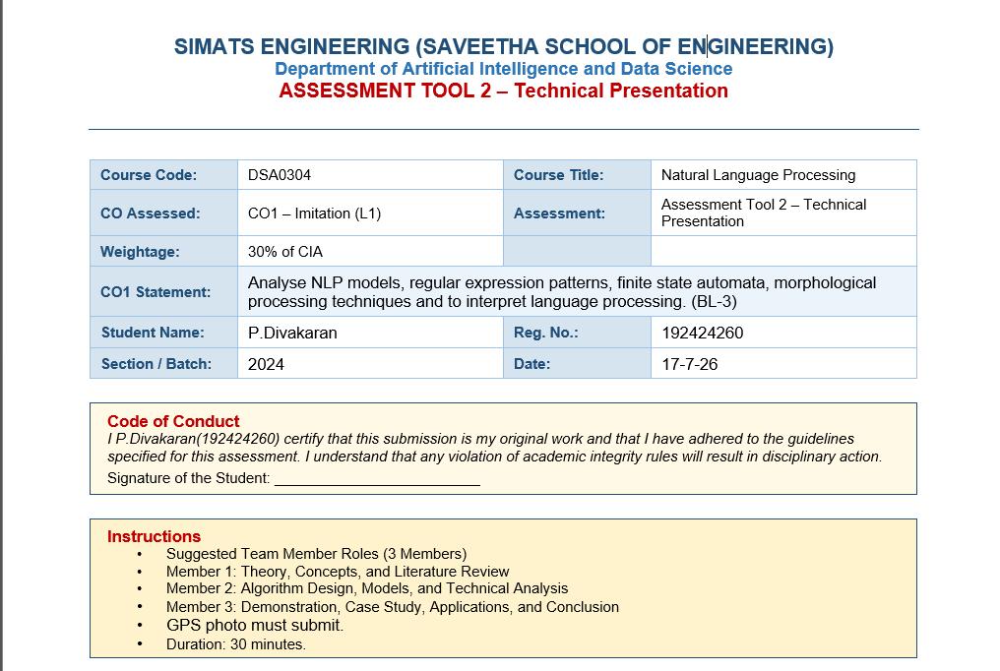 SIMATS ENGINEERING (SAVEETHA SCHOOL OF ENGINEERING)
Department of Artificial Intelligence and Data Science
ASSESSMENT TOOL 2 – Technical Presentation
Course Code: DSA0304 Course Title: Natural Language Processing
CO Assessed: CO1 – Imitation (L1) Assessment: Assessment Tool 2 – Technical
Presentation
Weightage: 30% of CIA
CO1 Statement: Analyse NLP models, regular expression patterns, finite state automata, morphological
processing techniques and to interpret language processing. (BL-3)
Student Name: P.Divakaran Reg. No.: 192424260
Section / Batch: 2024 Date: 17-7-26
Code of Conduct
I P.Divakaran(192424260) certify that this submission is my original work and that I have adhered to the guidelines
specified for this assessment. I understand that any violation of academic integrity rules will result in disciplinary action.
Signature of the Student: _________________________
Instructions
• Suggested Team Member Roles (3 Members)
• Member 1: Theory, Concepts, and Literature Review
• Member 2: Algorithm Design, Models, and Technical Analysis
• Member 3: Demonstration, Case Study, Applications, and Conclusion
• GPS photo must submit.
• Duration: 30 minutes.